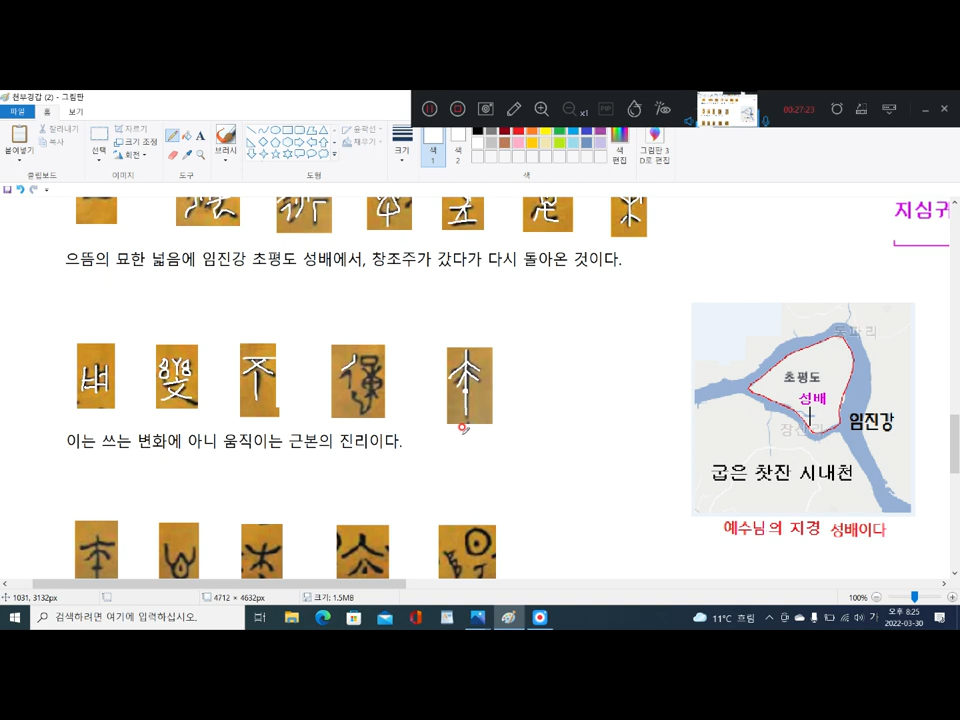 천부경갑 (2) - 그림판
00:27:23
파일 홈 보기
붙여넣기 잘라내기 복사 선택 자르기 크기 조정 회전 브러시 윤곽선 채우기 크기 색 1 색 2 색 편집 그림판 3D로 편집
클립보드 이미지 도구 도형 색
지심귀
으뜸의 묘한 넓음에 임진강 초평도 성배에서, 창조주가 갔다가 다시 돌아온 것이다.
초평도
성배
장산리
임진강
굽은 찻잔 시내천
이는 쓰는 변화에 아니 움직이는 근본의 진리이다.
예수님의 지경 성배이다
1031, 3132px 4712 × 4632px 크기: 1.5MB 100%
검색하려면 여기에 입력하십시오. 11°C 흐림 가 오후 8:25
2022-03-30